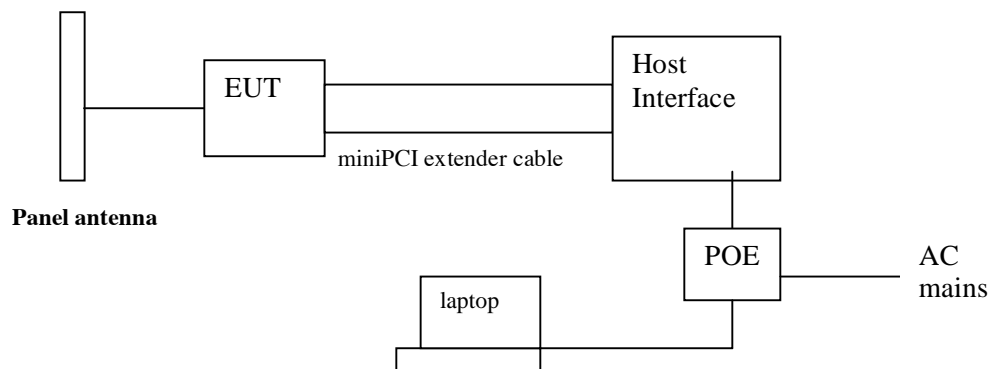 EUT
Host
Interface
miniPCI extender cable
Panel antenna
POE
AC
mains
laptop